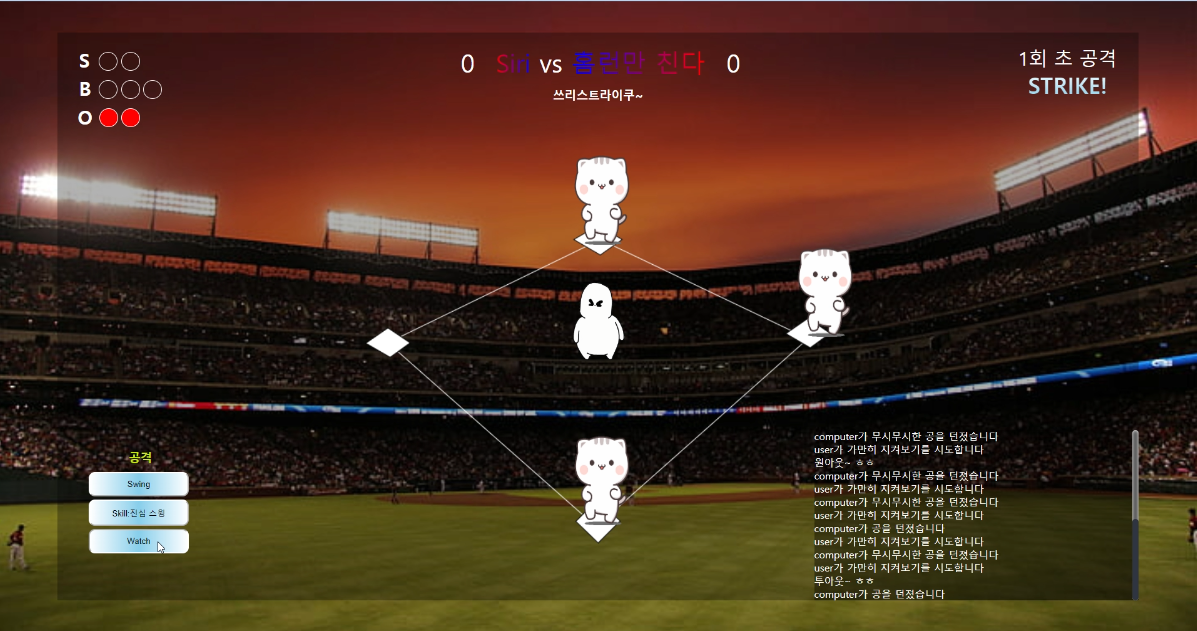 S
B
O
0 Siri vs 홈런만 친다 0
쓰리스트라이쿠~
1회 초 공격
STRIKE!
공격
Swing
Skill:진심 스윙
Watch
computer가 무시무시한 공을 던졌습니다
user가 가만히 지켜보기를 시도합니다
원아웃~ ㅎㅎ
computer가 무시무시한 공을 던졌습니다
user가 가만히 지켜보기를 시도합니다
computer가 무시무시한 공을 던졌습니다
user가 가만히 지켜보기를 시도합니다
computer가 공을 던졌습니다
user가 가만히 지켜보기를 시도합니다
computer가 무시무시한 공을 던졌습니다
user가 가만히 지켜보기를 시도합니다
투아웃~ ㅎㅎ
computer가 공을 던졌습니다